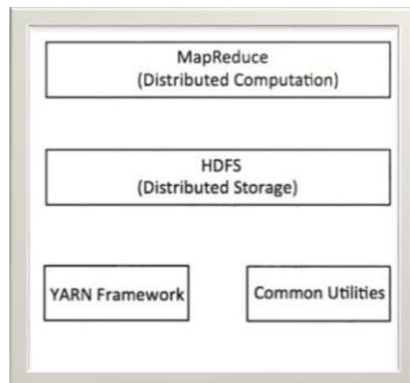 MapReduce
(Distributed Computation)
HDFS
(Distributed Storage)
YARN Framework
Common Utilities